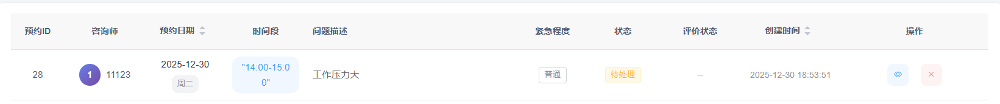 预约ID 咨询师 预约日期 时间段 问题描述 紧急程度 状态 评价状态 创建时间 操作
28 1 11123 2025-12-30 周二 "14:00-15:0 0" 工作压力大 普通 待处理 -- 2025-12-30 18:53:51